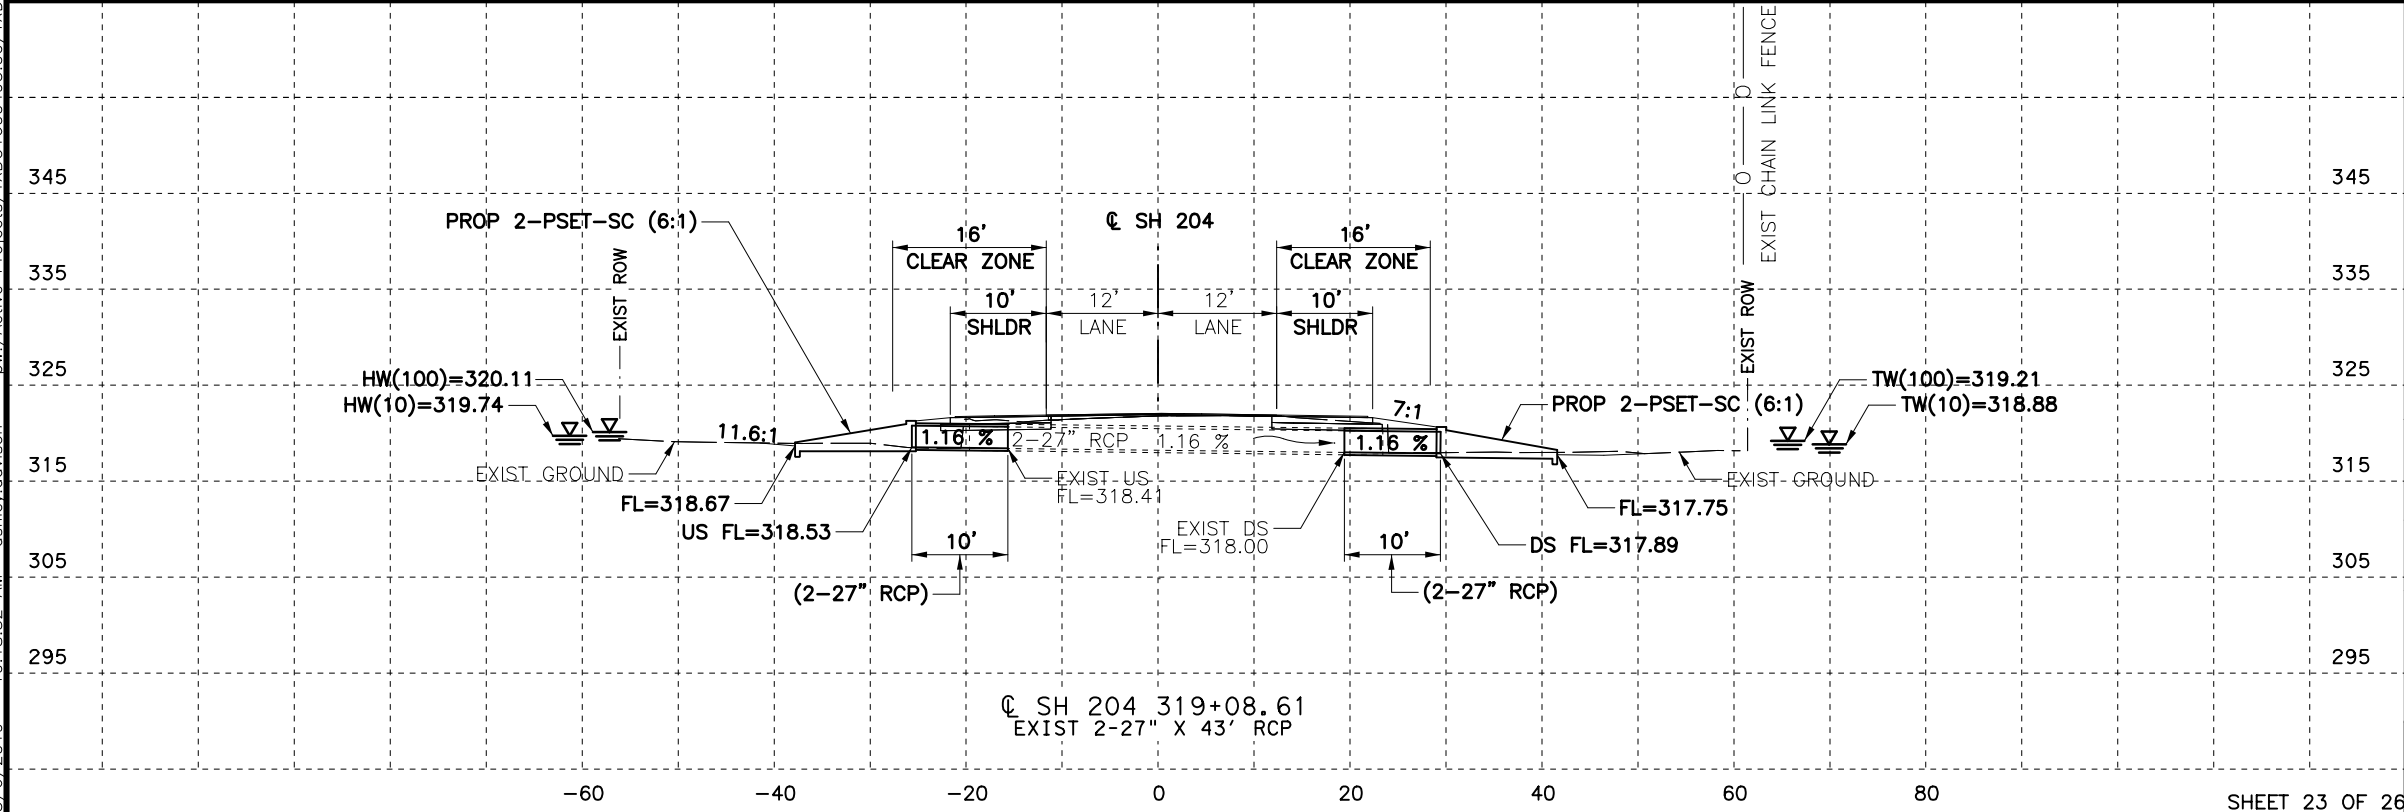 EXIST CHAIN LINK FENCE
345
345
PROP 2-PSET-SC (6:1)
℄ SH 204
16'
16'
CLEAR ZONE
CLEAR ZONE
335
335
EXIST ROW
EXIST ROW
10'
12'
12'
10'
SHLDR
LANE
LANE
SHLDR
325
325
HW(100)=320.11
HW(10)=319.74
TW(100)=319.21
TW(10)=318.88
7:1
PROP 2-PSET-SC (6:1)
11.6:1
1.16 %
2-27" RCP 1.16 %
1.16 %
315
315
EXIST GROUND
EXIST US
FL=318.41
EXIST GROUND
FL=318.67
FL=317.75
US FL=318.53
EXIST DS
FL=318.00
DS FL=317.89
10'
10'
305
305
(2-27" RCP)
(2-27" RCP)
295
295
℄ SH 204 319+08.61
EXIST 2-27" X 43' RCP
-60
-40
-20
0
20
40
60
80
SHEET 23 OF 26